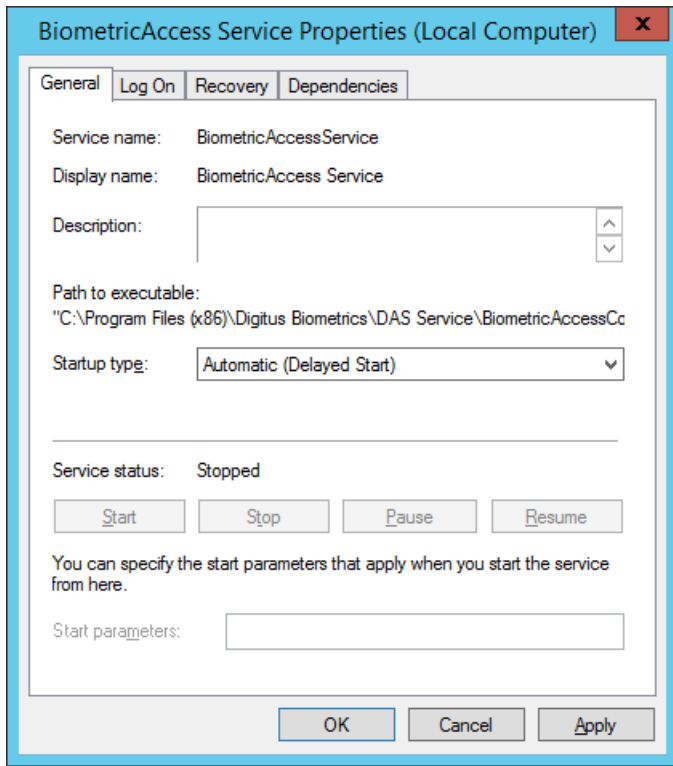 BiometricAccess Service Properties (Local Computer)
x
General Log On Recovery Dependencies
Service name: BiometricAccessService
Display name: BiometricAccess Service
Description:
Path to executable:
"C:\Program Files (x86)\Digitus Biometrics\DAS Service\BiometricAccessCo
Startup type: Automatic (Delayed Start)
Service status: Stopped
Start Stop Pause Resume
You can specify the start parameters that apply when you start the service
from here.
Start parameters:
OK Cancel Apply